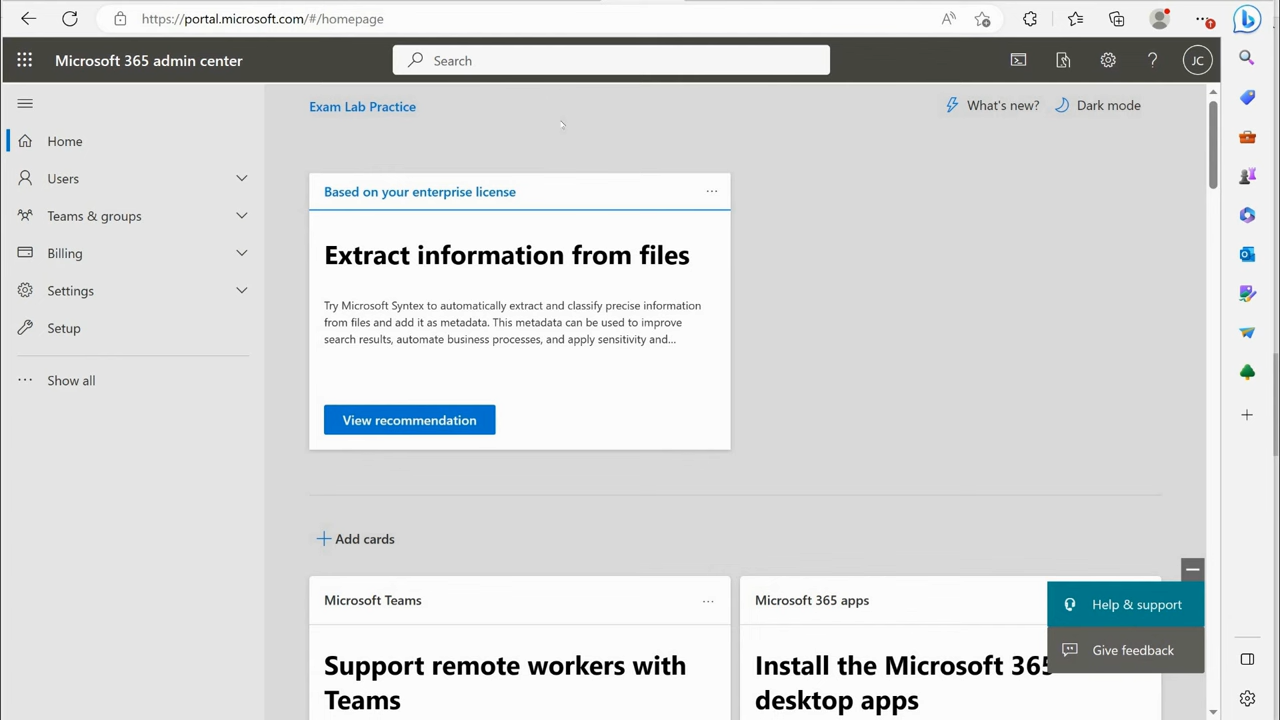 https://portal.microsoft.com/#/homepage
Microsoft 365 admin center
Search
JC
Home
Users
Teams & groups
Billing
Settings
Setup
Show all
Exam Lab Practice
What's new?
Dark mode
Based on your enterprise license
Extract information from files
Try Microsoft Syntex to automatically extract and classify precise information
from files and add it as metadata. This metadata can be used to improve
search results, automate business processes, and apply sensitivity and...
View recommendation
Add cards
Microsoft Teams
Support remote workers with
Teams
Microsoft 365 apps
Install the Microsoft 365
desktop apps
Help & support
Give feedback